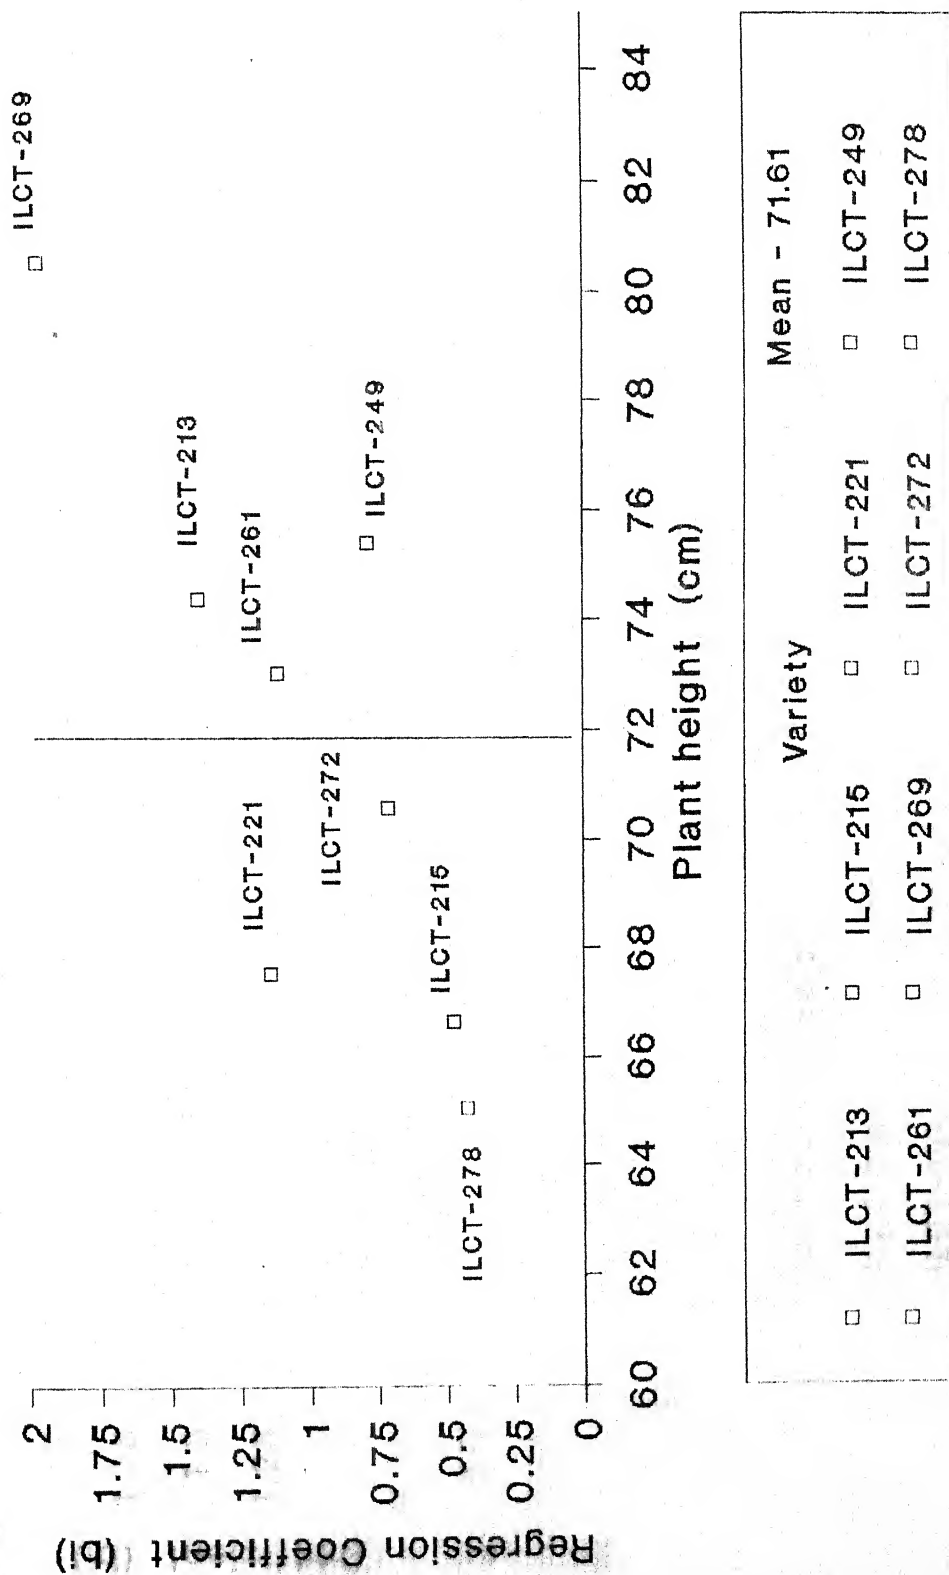 Regression Coefficient (bi)
2
1.75
1.5
1.25
1
0.75
0.5
0.25
0
ILCT-269
ILCT-213
ILCT-261
ILCT-249
ILCT-221
ILCT-272
ILCT-215
ILCT-278
60 62 64 66 68 70 72 74 76 78 80 82 84
Plant height (cm)
Variety Mean - 71.61
ILCT-213 ILCT-215 ILCT-221 ILCT-249
ILCT-261 ILCT-269 ILCT-272 ILCT-278